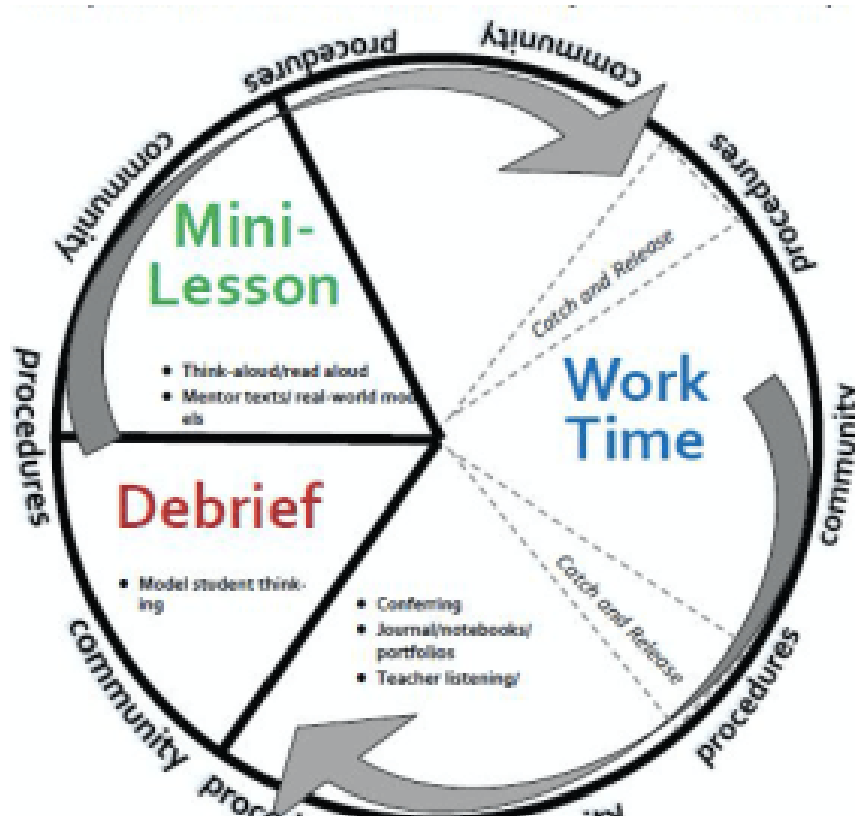 procedures
community
procedures
community
procedures
community
procedures
community
procedures
community
Mini-
Lesson
• Think-aloud/read aloud
• Mentor texts/ real-world mod
els
Catch and Release
Work
Time
Debrief
• Model student think-
ing
Catch and Release
• Conferring
• Journal/notebooks/
portfolios
• Teacher listening/